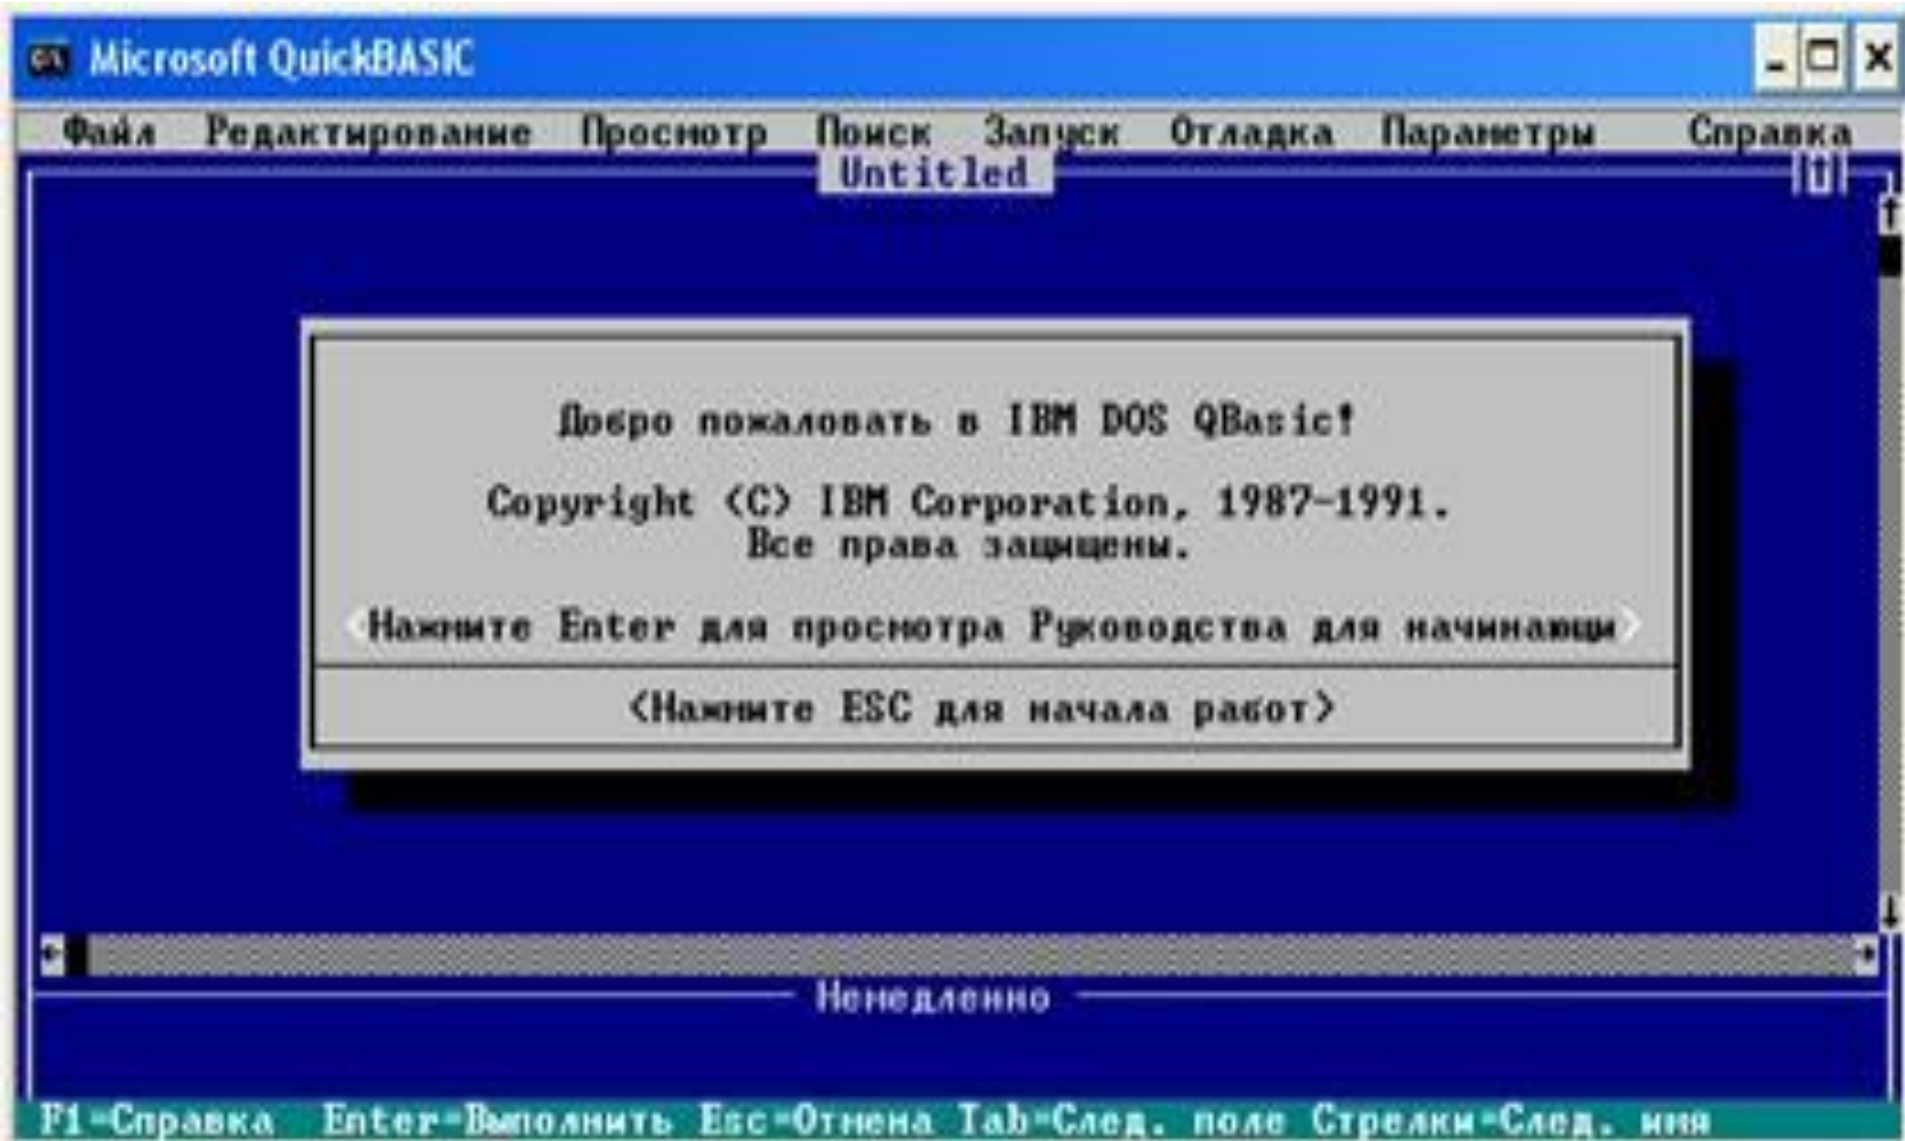 Microsoft QuickBASIC
Файл Редактирование Просмотр Поиск Запуск Отладка Параметры Справка
Untitled
Добро пожаловать в IBM DOS QBasic!
Copyright (C) IBM Corporation, 1987-1991.
Все права защищены.
<Нажмите Enter для просмотра Руководства для начинающи>
<Нажмите ESC для начала работ>
Немедленно
F1=Справка Enter=Выполнить Esc=Отмена Tab=След. поле Стрелки=След. имя